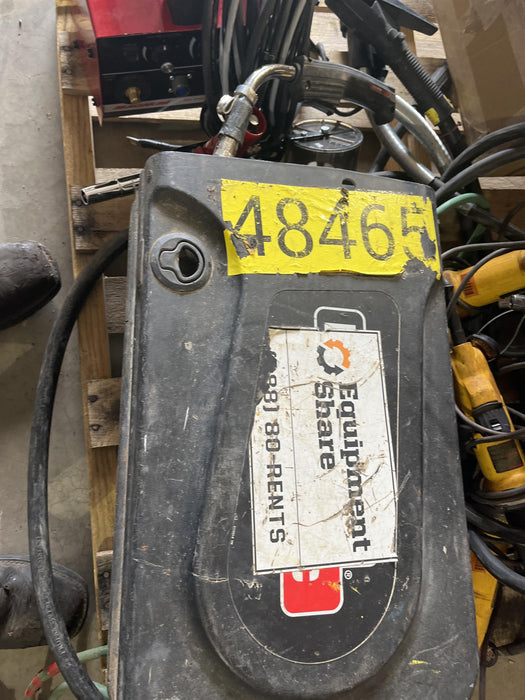 48465
Equipment
Share
(888) 80-RENTS